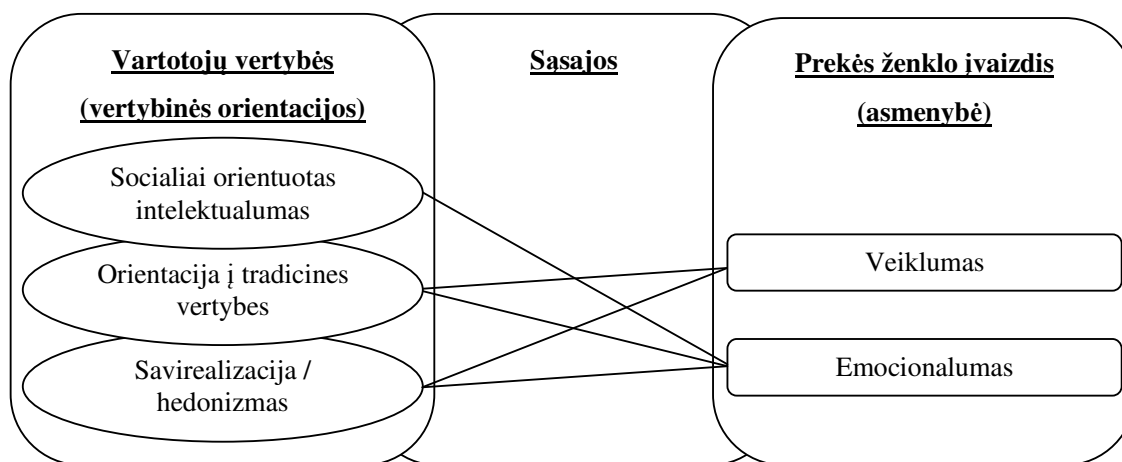 Vartotojų vertybės
(vertybinės orientacijos)
Socialiai orientuotas
intelektualumas
Orientacija į tradicines
vertybes
Savirealizacija /
hedonizmas
Sąsajos
Prekės ženklo įvaizdis
(asmenybė)
Veiklumas
Emocionalumas